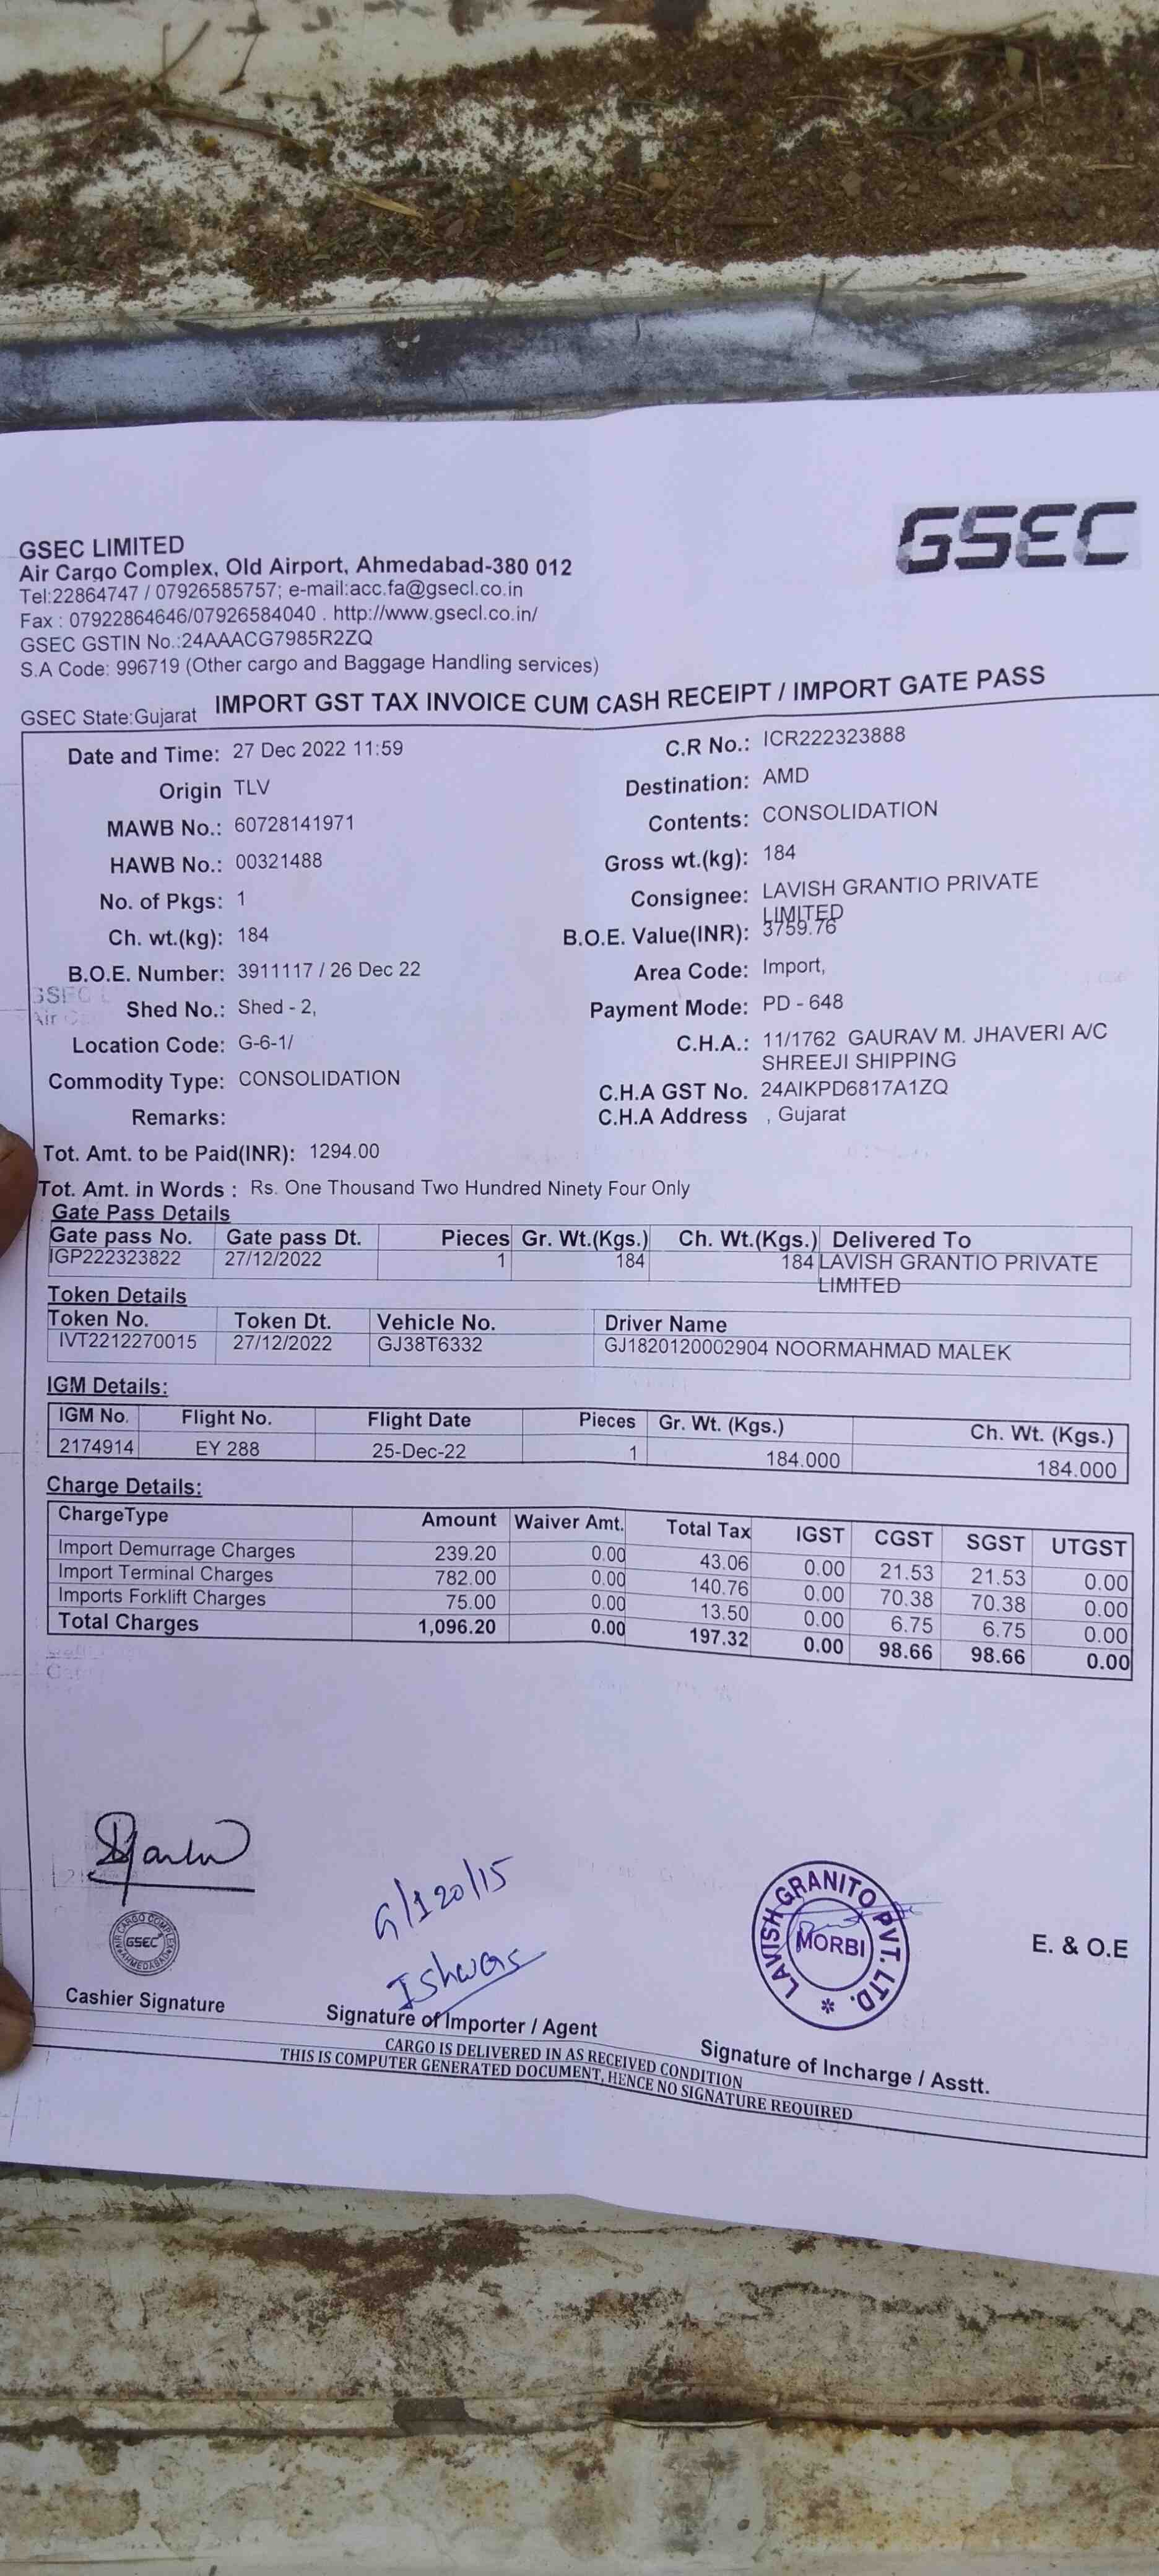 GSEC
GSEC LIMITED
Air Cargo Complex, Old Airport, Ahmedabad-380 012
Tel:22864747 / 07926585757; e-mail:acc.fa@gsecl.co.in
Fax : 07922864646/07926584040 . http://www.gsecl.co.in/
GSEC GSTIN No.:24AAACG7985R2ZQ
S.A Code: 996719 (Other cargo and Baggage Handling services)
GSEC State:Gujarat IMPORT GST TAX INVOICE CUM CASH RECEIPT / IMPORT GATE PASS
Date and Time: 27 Dec 2022 11:59 C.R No.: ICR222323888
Origin TLV Destination: AMD
MAWB No.: 60728141971 Contents: CONSOLIDATION
HAWB No.: 00321488 Gross wt.(kg): 184
No. of Pkgs: 1 Consignee: LAVISH GRANTIO PRIVATE
LIMITED
Ch. wt.(kg): 184 B.O.E. Value(INR): 3759.76
B.O.E. Number: 3911117 / 26 Dec 22 Area Code: Import,
Shed No.: Shed - 2, Payment Mode: PD - 648
Location Code: G-6-1/ C.H.A.: 11/1762 GAURAV M. JHAVERI A/C
SHREEJI SHIPPING
Commodity Type: CONSOLIDATION C.H.A GST No. 24AIKPD6817A1ZQ
Remarks: C.H.A Address , Gujarat
Tot. Amt. to be Paid(INR): 1294.00
Tot. Amt. in Words : Rs. One Thousand Two Hundred Ninety Four Only
Gate Pass Details
Gate pass No. Gate pass Dt. Pieces Gr. Wt.(Kgs.) Ch. Wt.(Kgs.) Delivered To
IGP222323822 27/12/2022 1 184 184 LAVISH GRANTIO PRIVATE
LIMITED
Token Details
Token No. Token Dt. Vehicle No. Driver Name
IVT2212270015 27/12/2022 GJ38T6332 GJ1820120002904 NOORMAHMAD MALEK
IGM Details:
IGM No. Flight No. Flight Date Pieces Gr. Wt. (Kgs.) Ch. Wt. (Kgs.)
2174914 EY 288 25-Dec-22 1 184.000 184.000
Charge Details:
ChargeType Amount Waiver Amt. Total Tax IGST CGST SGST UTGST
Import Demurrage Charges 239.20 0.00 43.06 0.00 21.53 21.53 0.00
Import Terminal Charges 782.00 0.00 140.76 0.00 70.38 70.38 0.00
Imports Forklift Charges 75.00 0.00 13.50 0.00 6.75 6.75 0.00
Total Charges 1,096.20 0.00 197.32 0.00 98.66 98.66 0.00
AIR CARGO COMPLEX
GSEC
AHMEDABAD
LAVISH GRANITO PVT. LTD.
MORBI
E. & O.E
Cashier Signature
Signature of Importer / Agent
Signature of Incharge / Asstt.
CARGO IS DELIVERED IN AS RECEIVED CONDITION
THIS IS COMPUTER GENERATED DOCUMENT, HENCE NO SIGNATURE REQUIRED